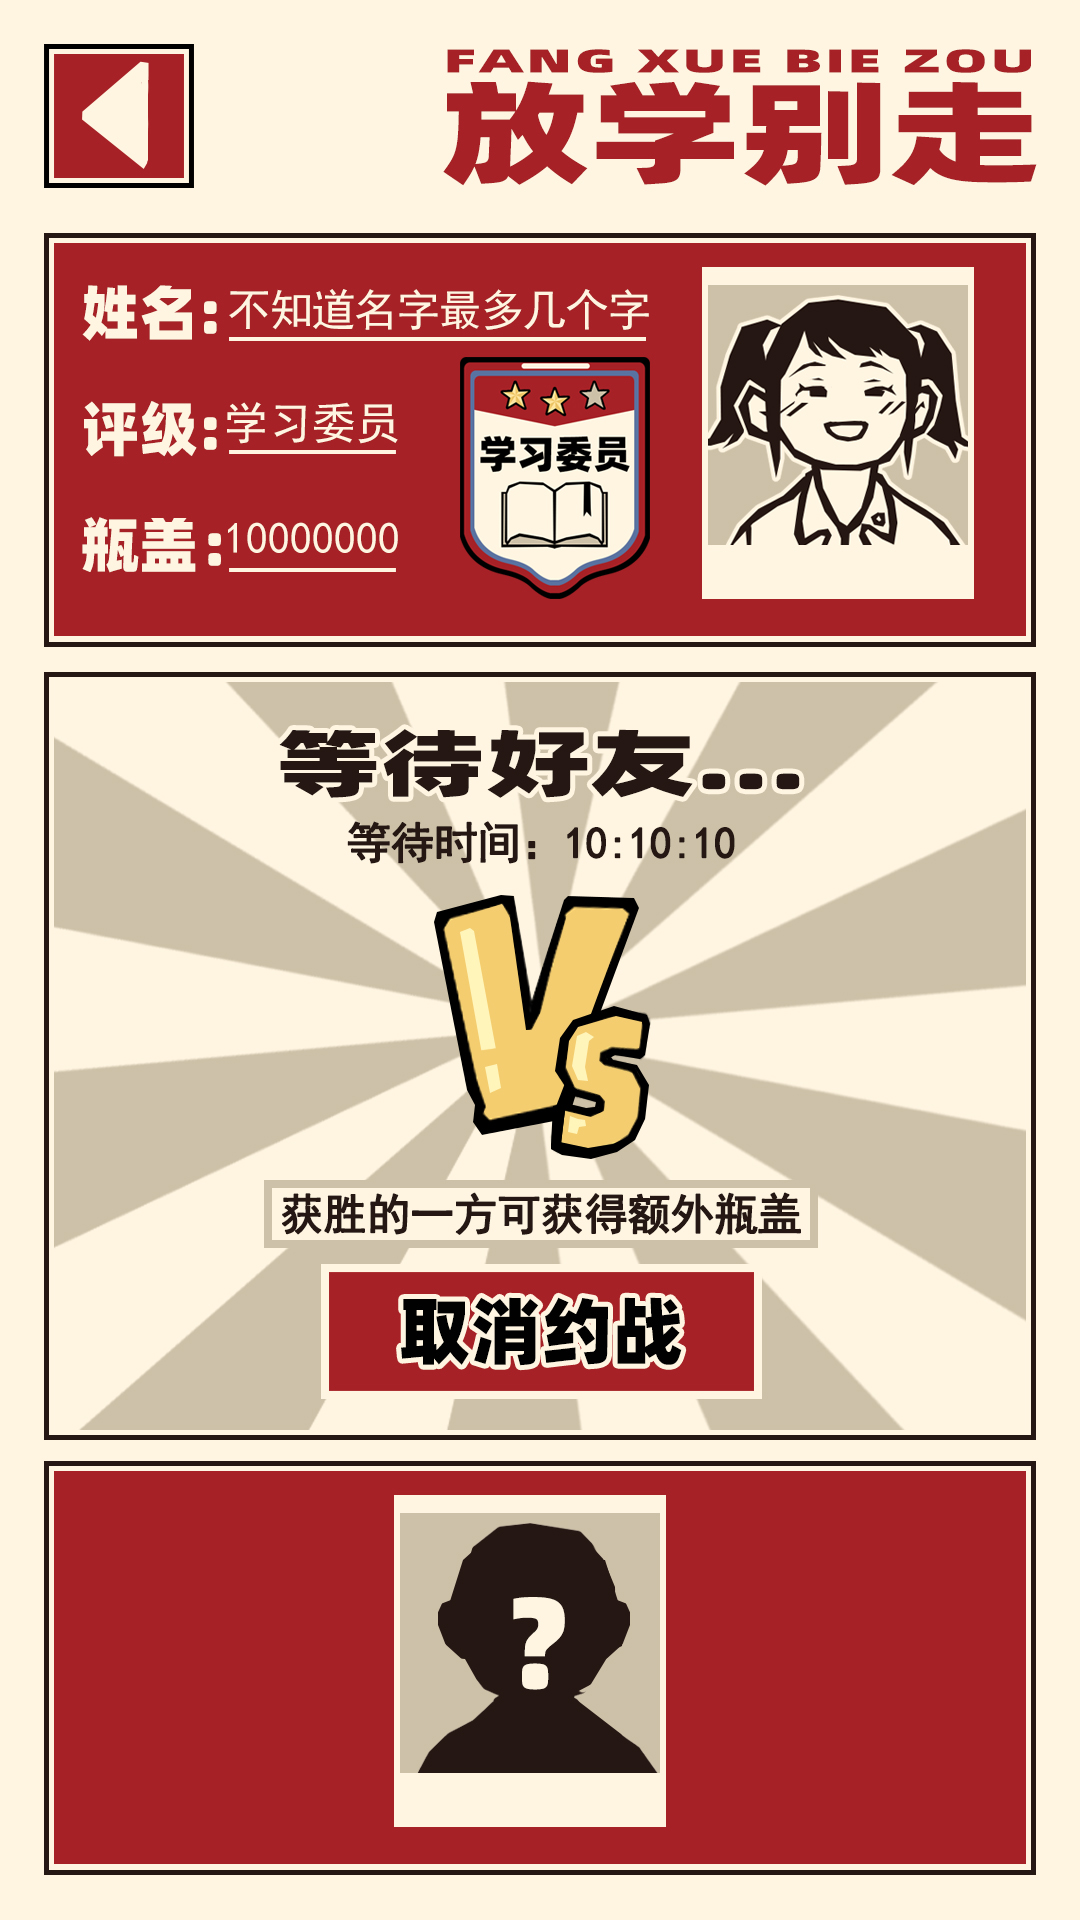 FANG XUE BIE ZOU
放学别走
姓名:不知道名字最多几个字
评级:学习委员
学习委员
瓶盖:10000000
等待好友...
等待时间：10:10:10
Vs
获胜的一方可获得额外瓶盖
取消约战
?